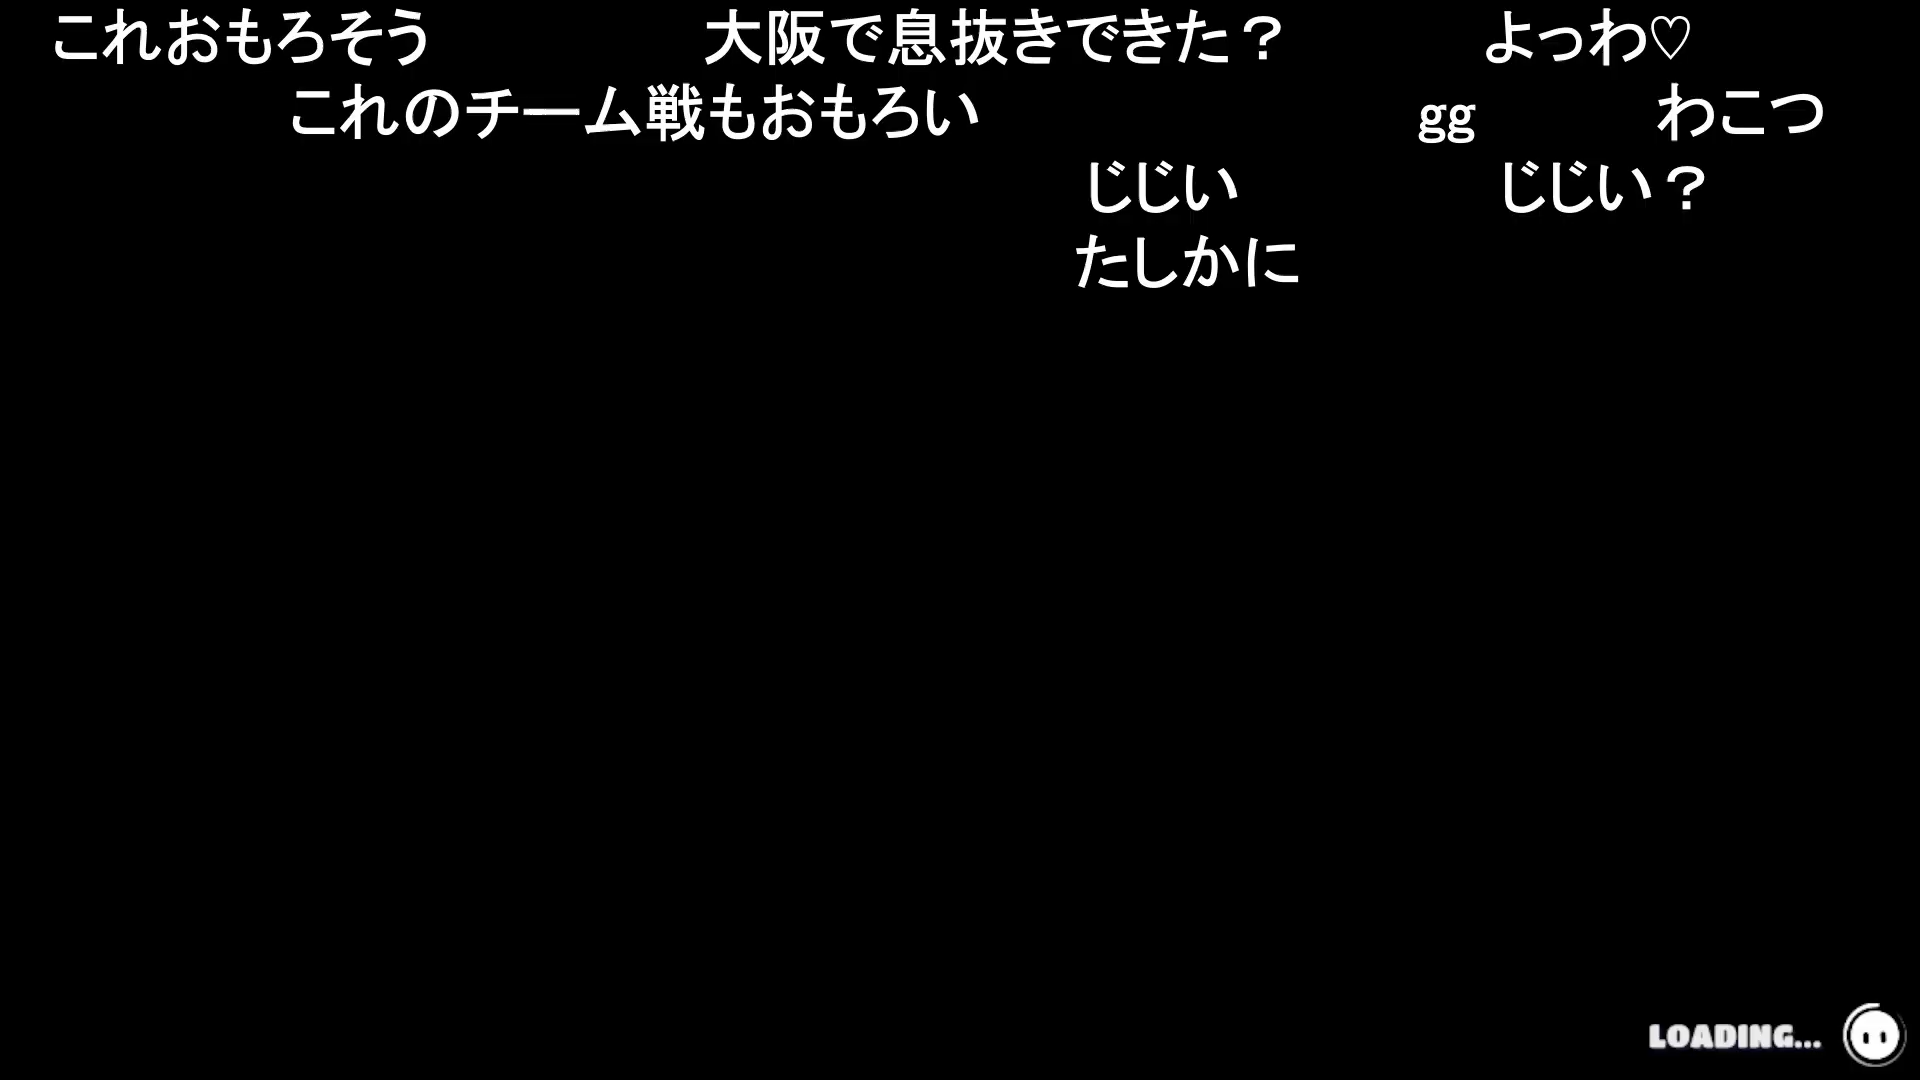 これおもろそう 大阪で息抜きできた？ よっわ♡
これのチーム戦もおもろい gg わこつ
じじい じじい？
たしかに
LOADING...